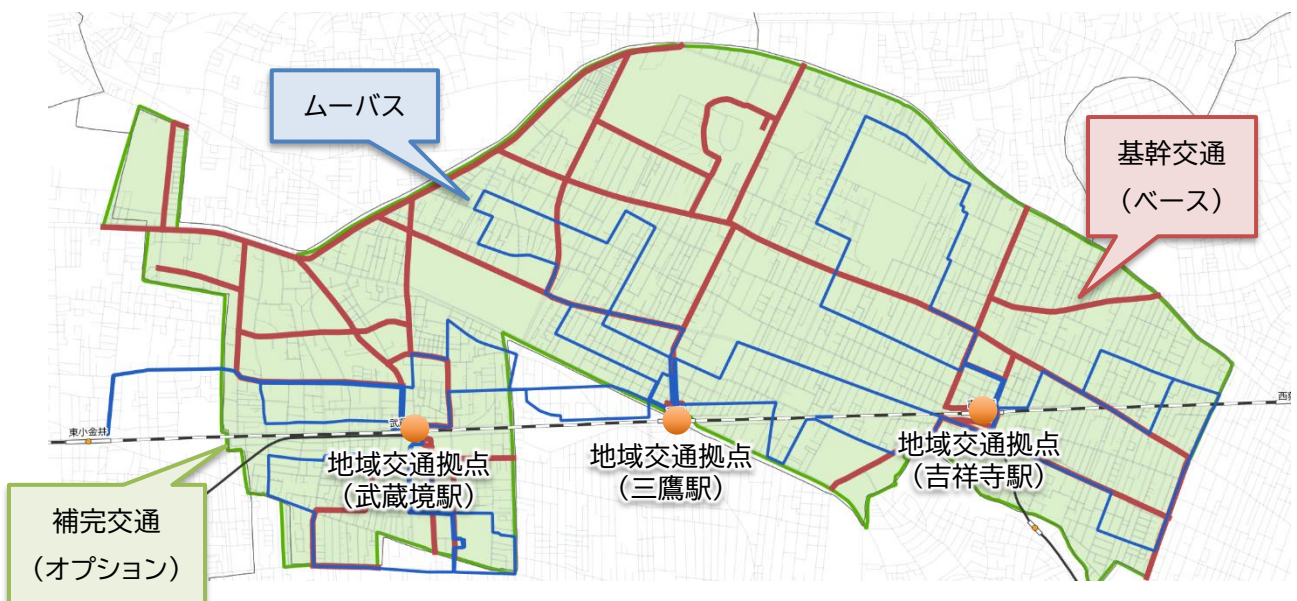 ムーバス
基幹交通
（ベース）
東小金井
地域交通拠点
（武蔵境駅）
地域交通拠点
（三鷹駅）
地域交通拠点
（吉祥寺駅）
補完交通
（オプション）